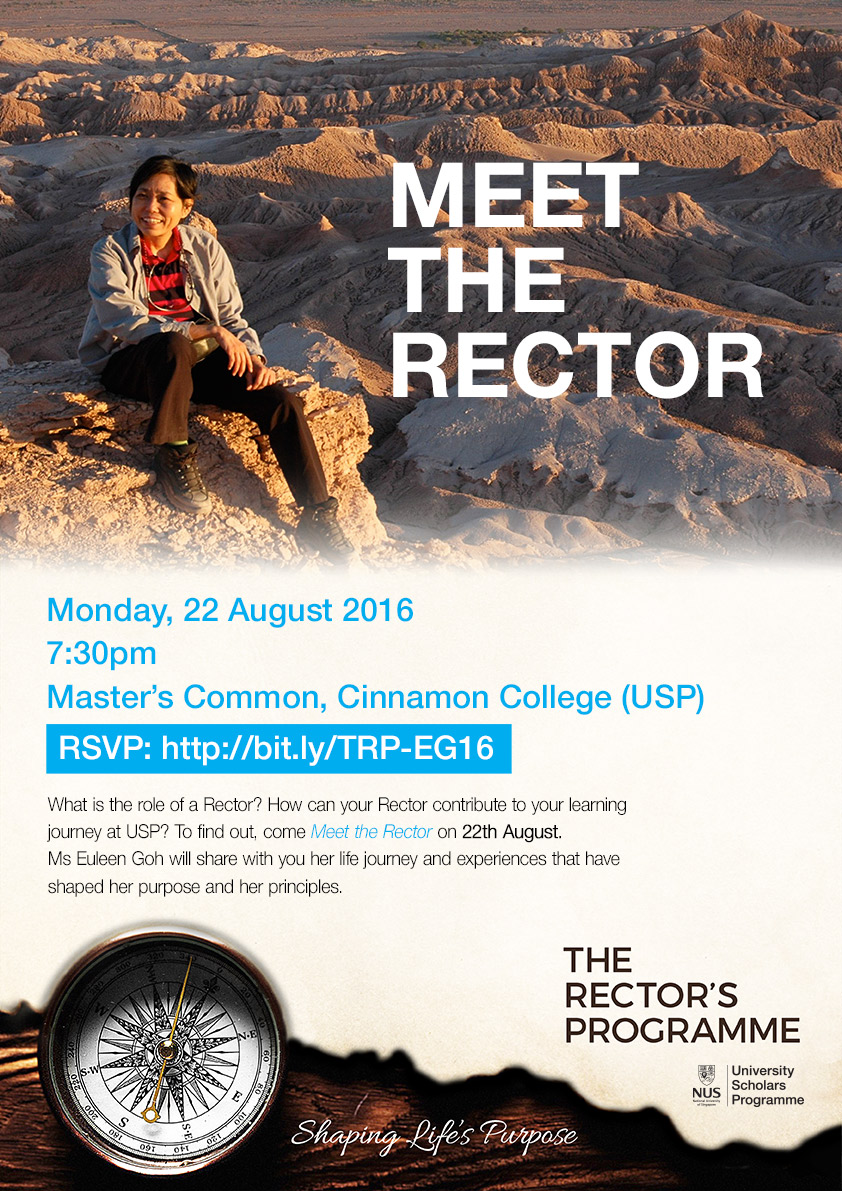 MEET
THE
RECTOR
Monday, 22 August 2016
7:30pm
Master's Common, Cinnamon College (USP)
RSVP: http://bit.ly/TRP-EG16
What is the role of a Rector? How can your Rector contribute to your learning
journey at USP? To find out, come Meet the Rector on 22th August.
Ms Euleen Goh will share with you her life journey and experiences that have
shaped her purpose and her principles.
THE
RECTOR'S
PROGRAMME
NUS
National University
of Singapore
University
Scholars
Programme
N-E
E
S-E
S
S-W
W
Shaping Life's Purpose